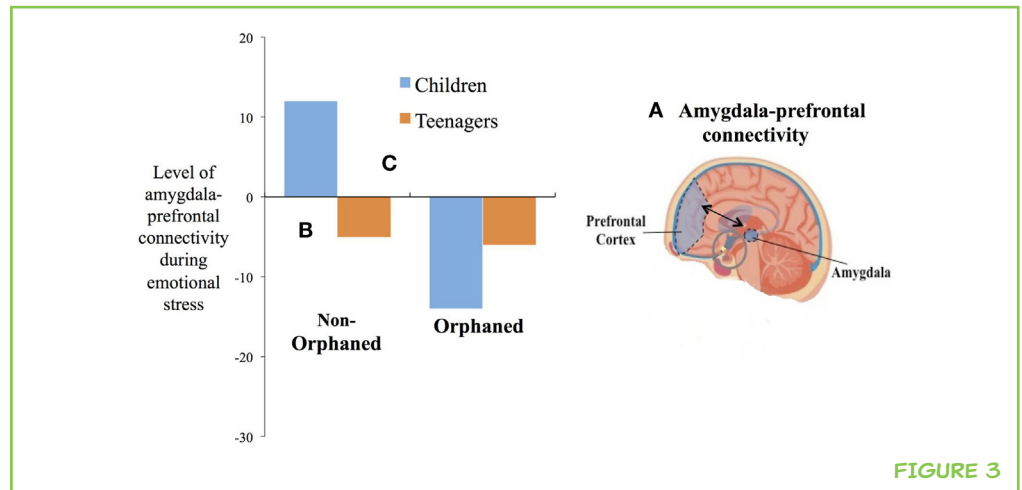 20
10
0
-10
-20
-30
Level of
amygdala-
prefrontal
connectivity
during
emotional
stress
Children
Teenagers
C
B
Non-
Orphaned
Orphaned
A Amygdala-prefrontal
connectivity
Prefrontal
Cortex
Amygdala
FIGURE 3